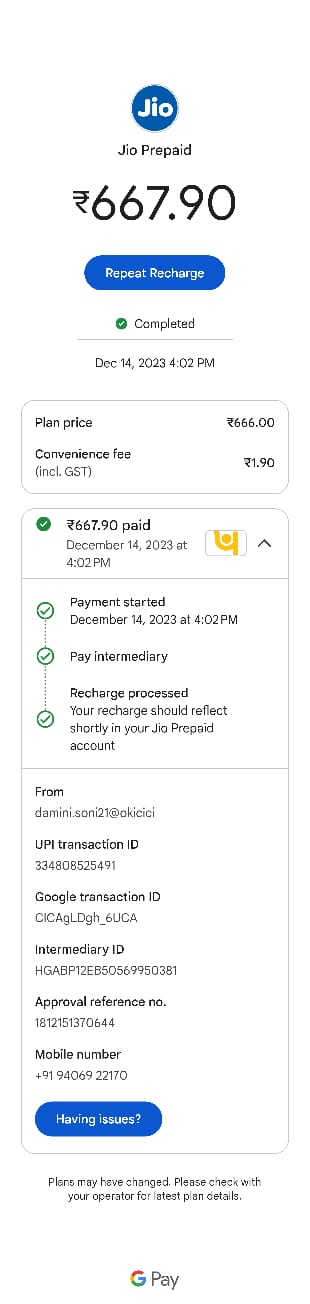 Jio
Jio Prepaid
₹667.90
Repeat Recharge
Completed
Dec 14, 2023 4:02 PM
Plan price ₹666.00
Convenience fee
(incl. GST) ₹1.90
₹667.90 paid
December 14, 2023 at
4:02 PM
Payment started
December 14, 2023 at 4:02 PM
Pay intermediary
Recharge processed
Your recharge should reflect
shortly in your Jio Prepaid
account
From
damini.soni21@okicici
UPI transaction ID
334808525491
Google transaction ID
CICAgLDgh_6UCA
Intermediary ID
HGABP12EB50569950381
Approval reference no.
1812151370644
Mobile number
+91 94069 22170
Having issues?
Plans may have changed. Please check with
your operator for latest plan details.
G Pay